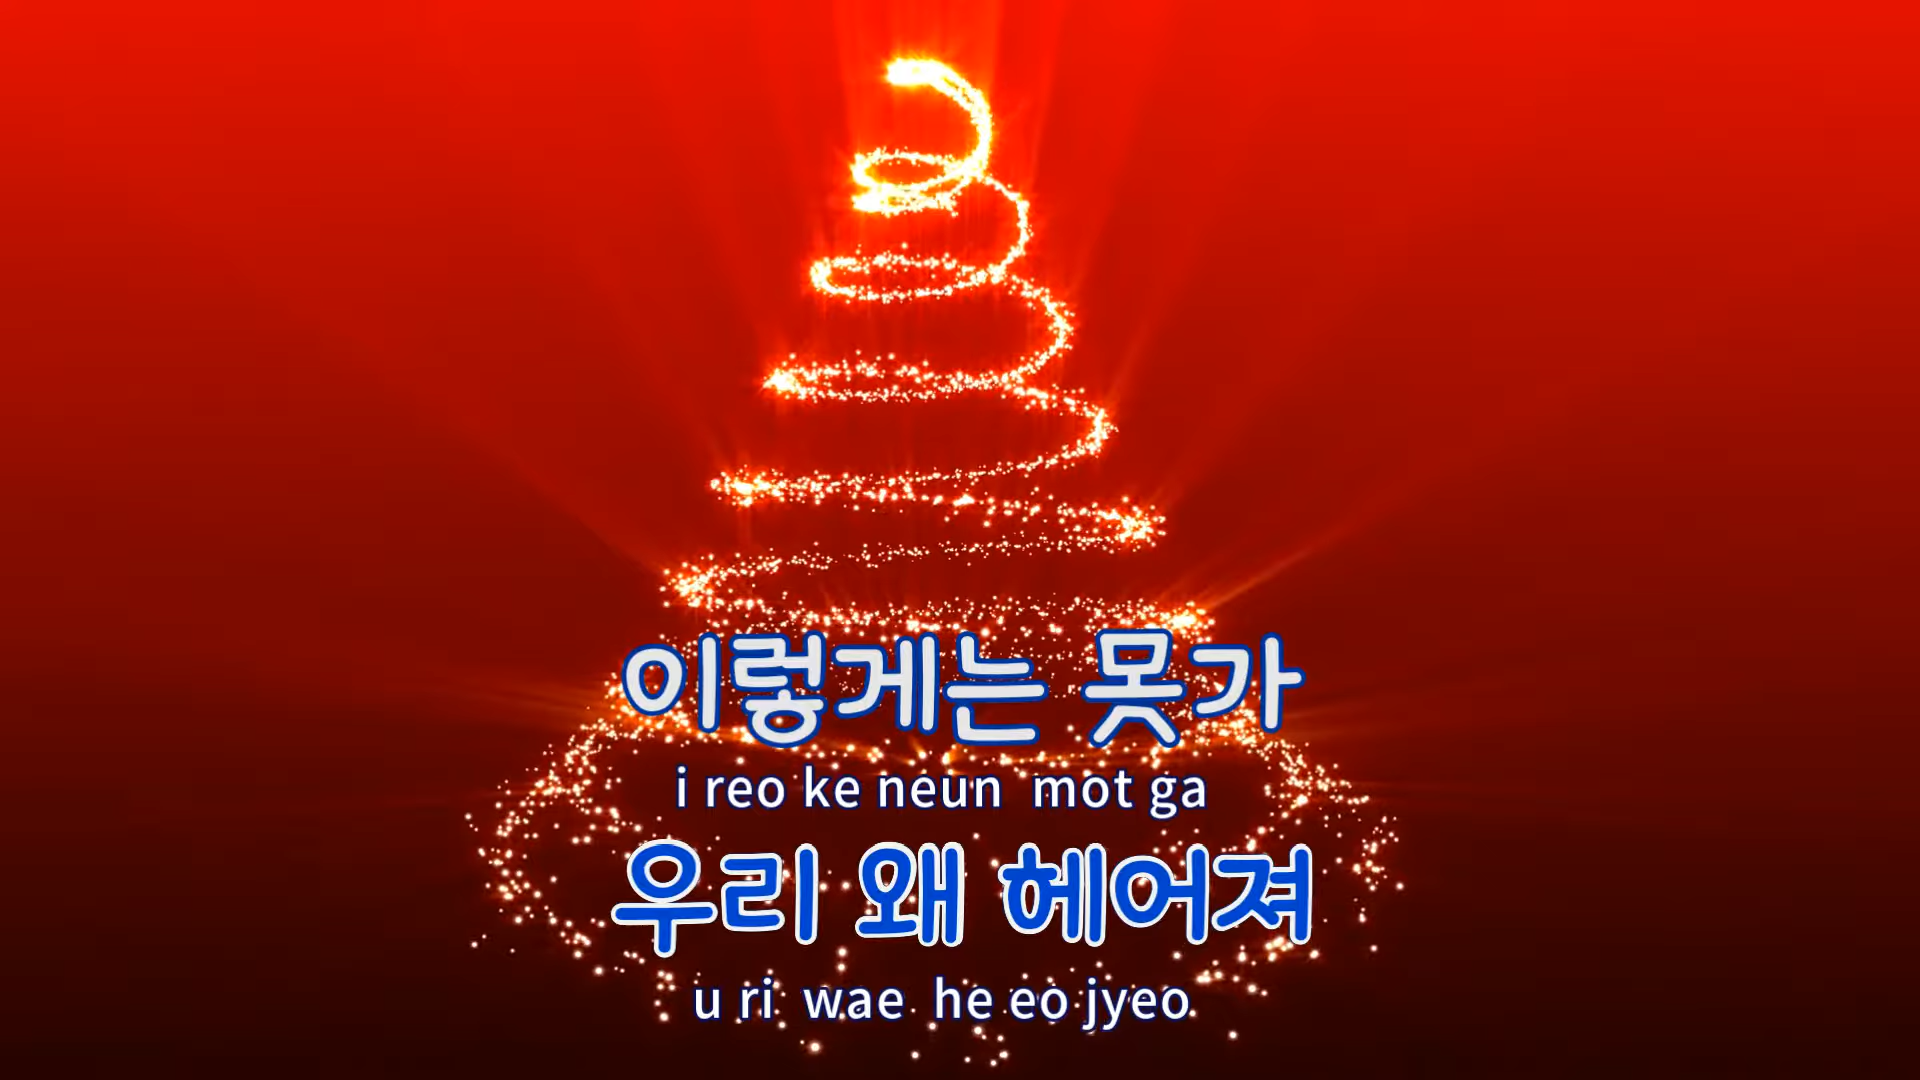 이렇게는 못가
i reo ke neun mot ga
우리 왜 헤어져
u ri wae he eo jyeo